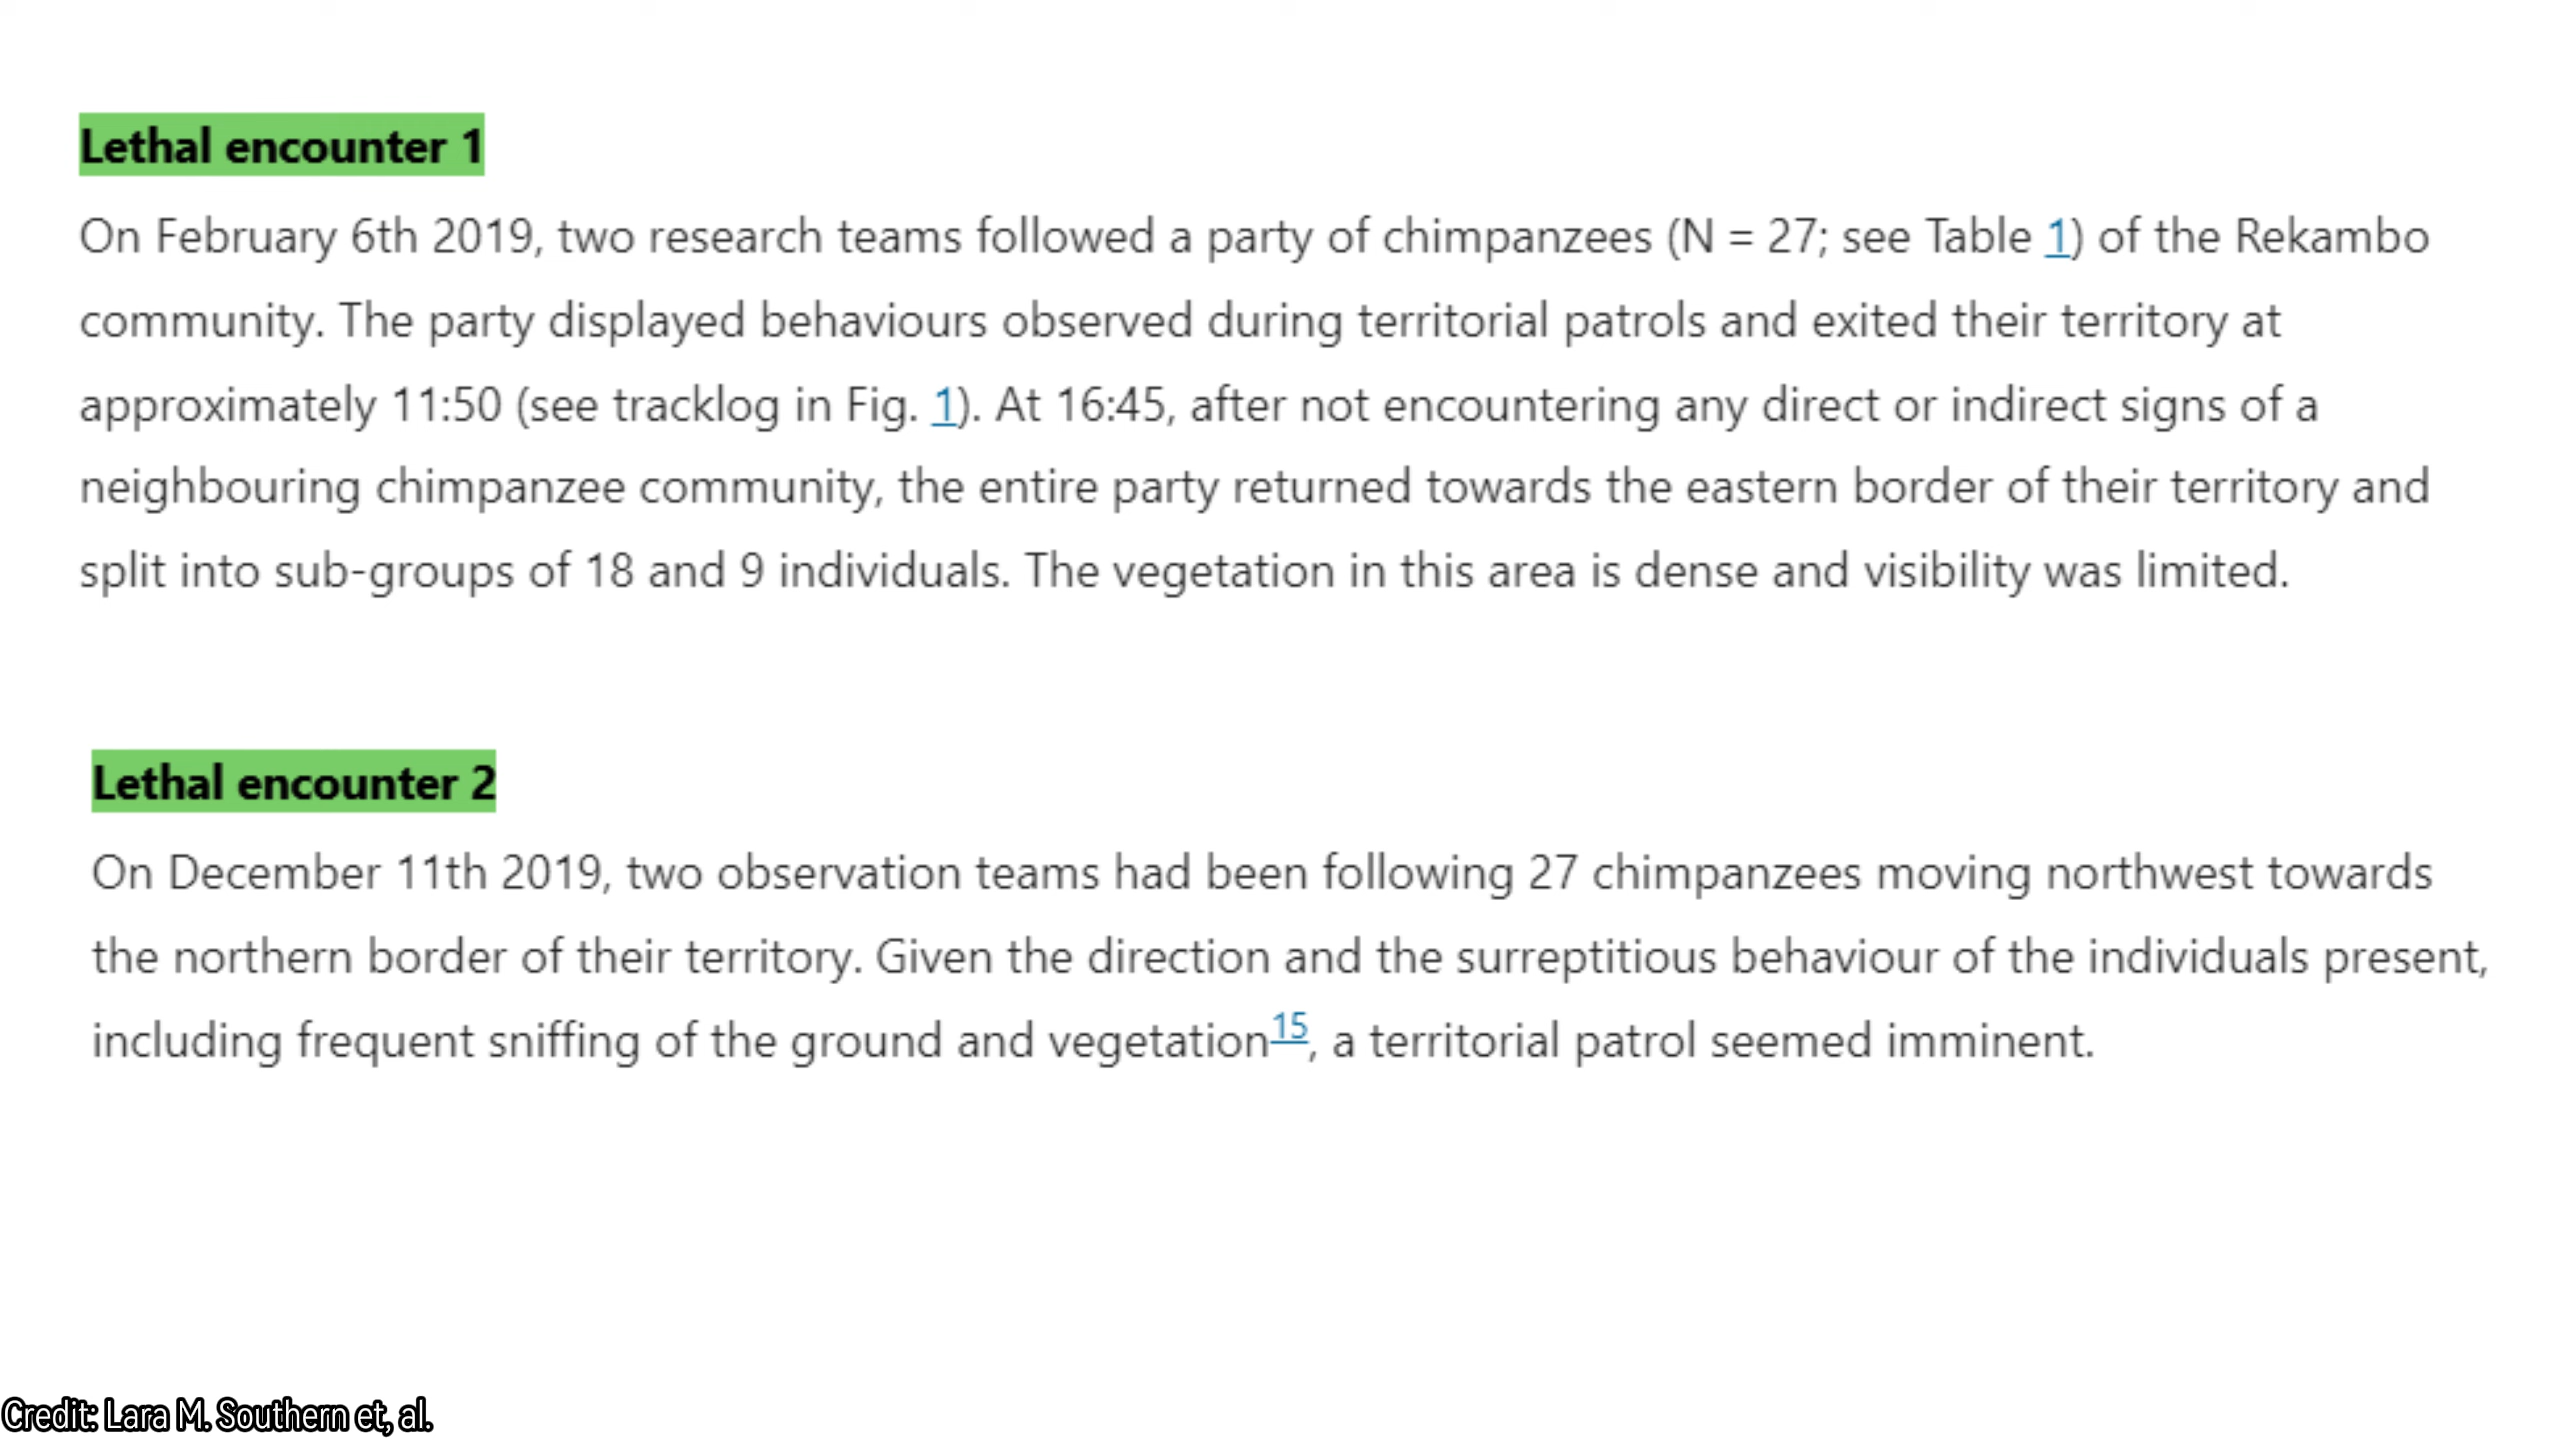 Lethal encounter 1
On February 6th 2019, two research teams followed a party of chimpanzees (N = 27; see Table 1) of the Rekambo
community. The party displayed behaviours observed during territorial patrols and exited their territory at
approximately 11:50 (see tracklog in Fig. 1). At 16:45, after not encountering any direct or indirect signs of a
neighbouring chimpanzee community, the entire party returned towards the eastern border of their territory and
split into sub-groups of 18 and 9 individuals. The vegetation in this area is dense and visibility was limited.
Lethal encounter 2
On December 11th 2019, two observation teams had been following 27 chimpanzees moving northwest towards
the northern border of their territory. Given the direction and the surreptitious behaviour of the individuals present,
including frequent sniffing of the ground and vegetation15, a territorial patrol seemed imminent.
Credit: Lara M. Southern et, al.